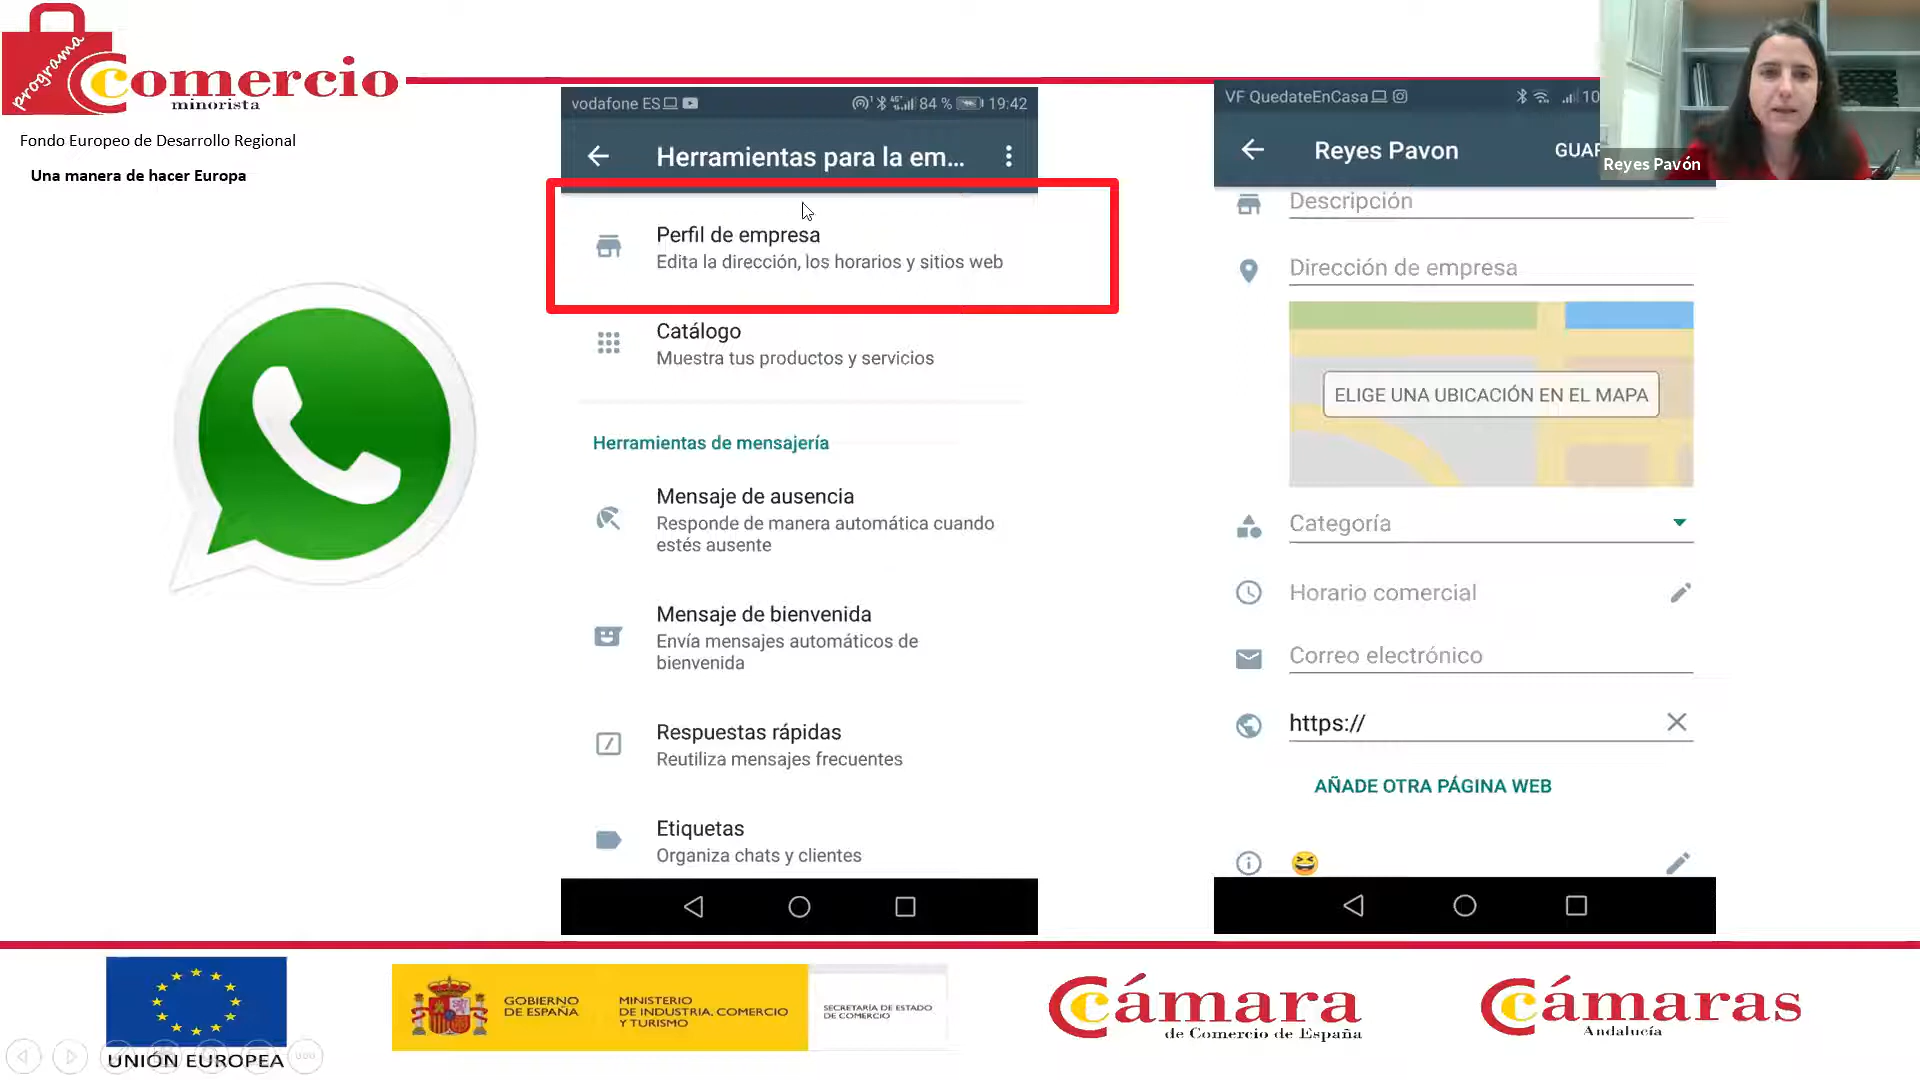 programa
Comercio
minorista
Fondo Europeo de Desarrollo Regional
Una manera de hacer Europa
vodafone ES
84 %
19:42
Herramientas para la em...
Perfil de empresa
Edita la dirección, los horarios y sitios web
Catálogo
Muestra tus productos y servicios
Herramientas de mensajería
Mensaje de ausencia
Responde de manera automática cuando
estés ausente
Mensaje de bienvenida
Envía mensajes automáticos de
bienvenida
Respuestas rápidas
Reutiliza mensajes frecuentes
Etiquetas
Organiza chats y clientes
VF QuedateEnCasa
10
Reyes Pavon
GUAR
Descripción
Dirección de empresa
ELIGE UNA UBICACIÓN EN EL MAPA
Categoría
Horario comercial
Correo electrónico
https://
AÑADE OTRA PÁGINA WEB
Reyes Pavón
UNIÓN EUROPEA
GOBIERNO
DE ESPAÑA
MINISTERIO
DE INDUSTRIA, COMERCIO
Y TURISMO
SECRETARÍA DE ESTADO
DE COMERCIO
Cámara
de Comercio de España
Cámaras
Andalucía